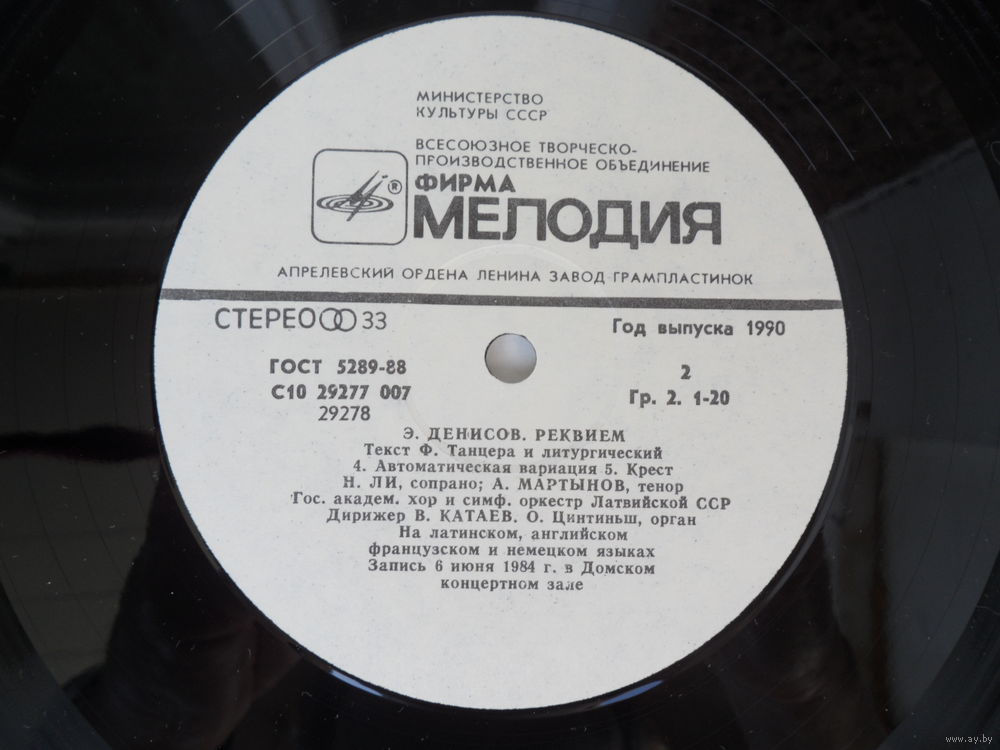 МИНИСТЕРСТВО
КУЛЬТУРЫ СССР
ВСЕСОЮЗНОЕ ТВОРЧЕСКО-
ПРОИЗВОДСТВЕННОЕ ОБЪЕДИНЕНИЕ
®
ФИРМА
МЕЛОДИЯ
АПРЕЛЕВСКИЙ ОРДЕНА ЛЕНИНА ЗАВОД ГРАМПЛАСТИНОК
СТЕРЕО 33
Год выпуска 1990
ГОСТ 5289-88
2
С10 29277 007
Гр. 2. 1-20
29278
Э. ДЕНИСОВ. РЕКВИЕМ
Текст Ф. Танцера и литургический
4. Автоматическая вариация 5. Крест
Н. ЛИ, сопрано; А. МАРТЫНОВ, тенор
Гос. академ. хор и симф. оркестр Латвийской ССР
Дирижер В. КАТАЕВ. О. Цинтиньш, орган
На латинском, английском
французском и немецком языках
Запись 6 июня 1984 г. в Домском
концертном зале
www.ay.by